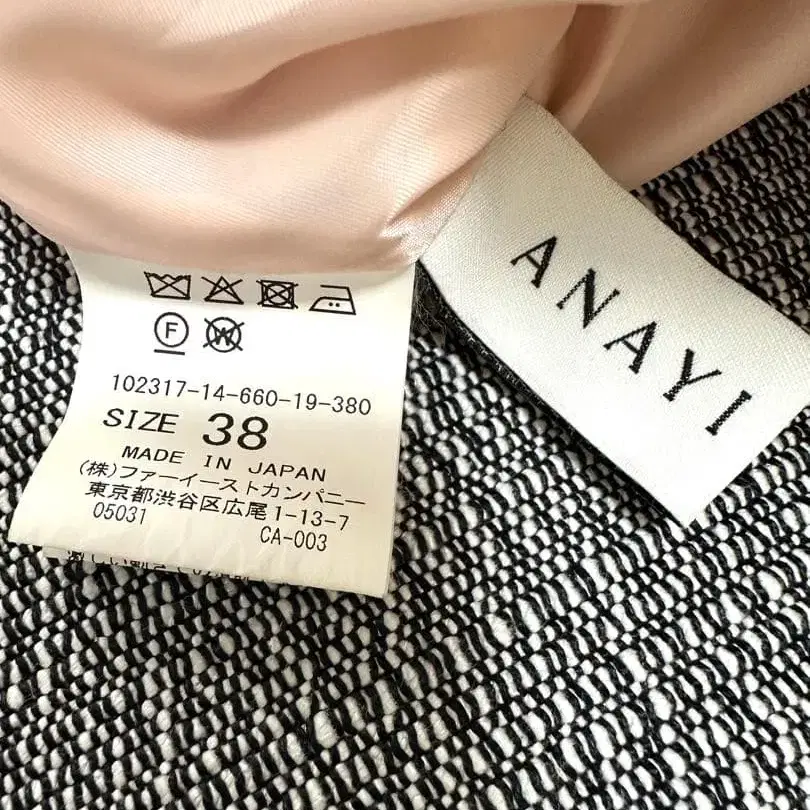 F
W
102317-14-660-19-380
SIZE 38
MADE IN JAPAN
(株)ファーイーストカンパニー
東京都渋谷区広尾1-13-7
05031
CA-003
ANAYI